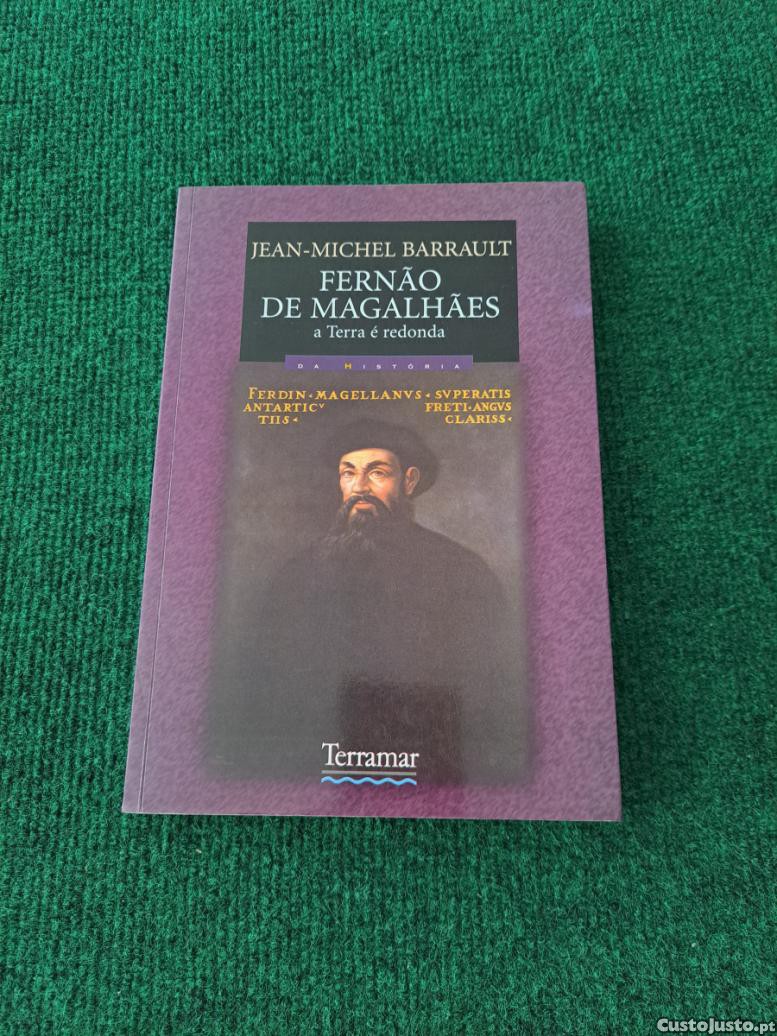 JEAN-MICHEL BARRAULT
FERNÃO
DE MAGALHÃES
a Terra é redonda
DA HISTÓRIA
FERDIN · MAGELLANVS · SVPERATIS
ANTARTICV FRETI · ANGVS
TIIS · CLARISS ·
Terramar
CustoJusto.pt